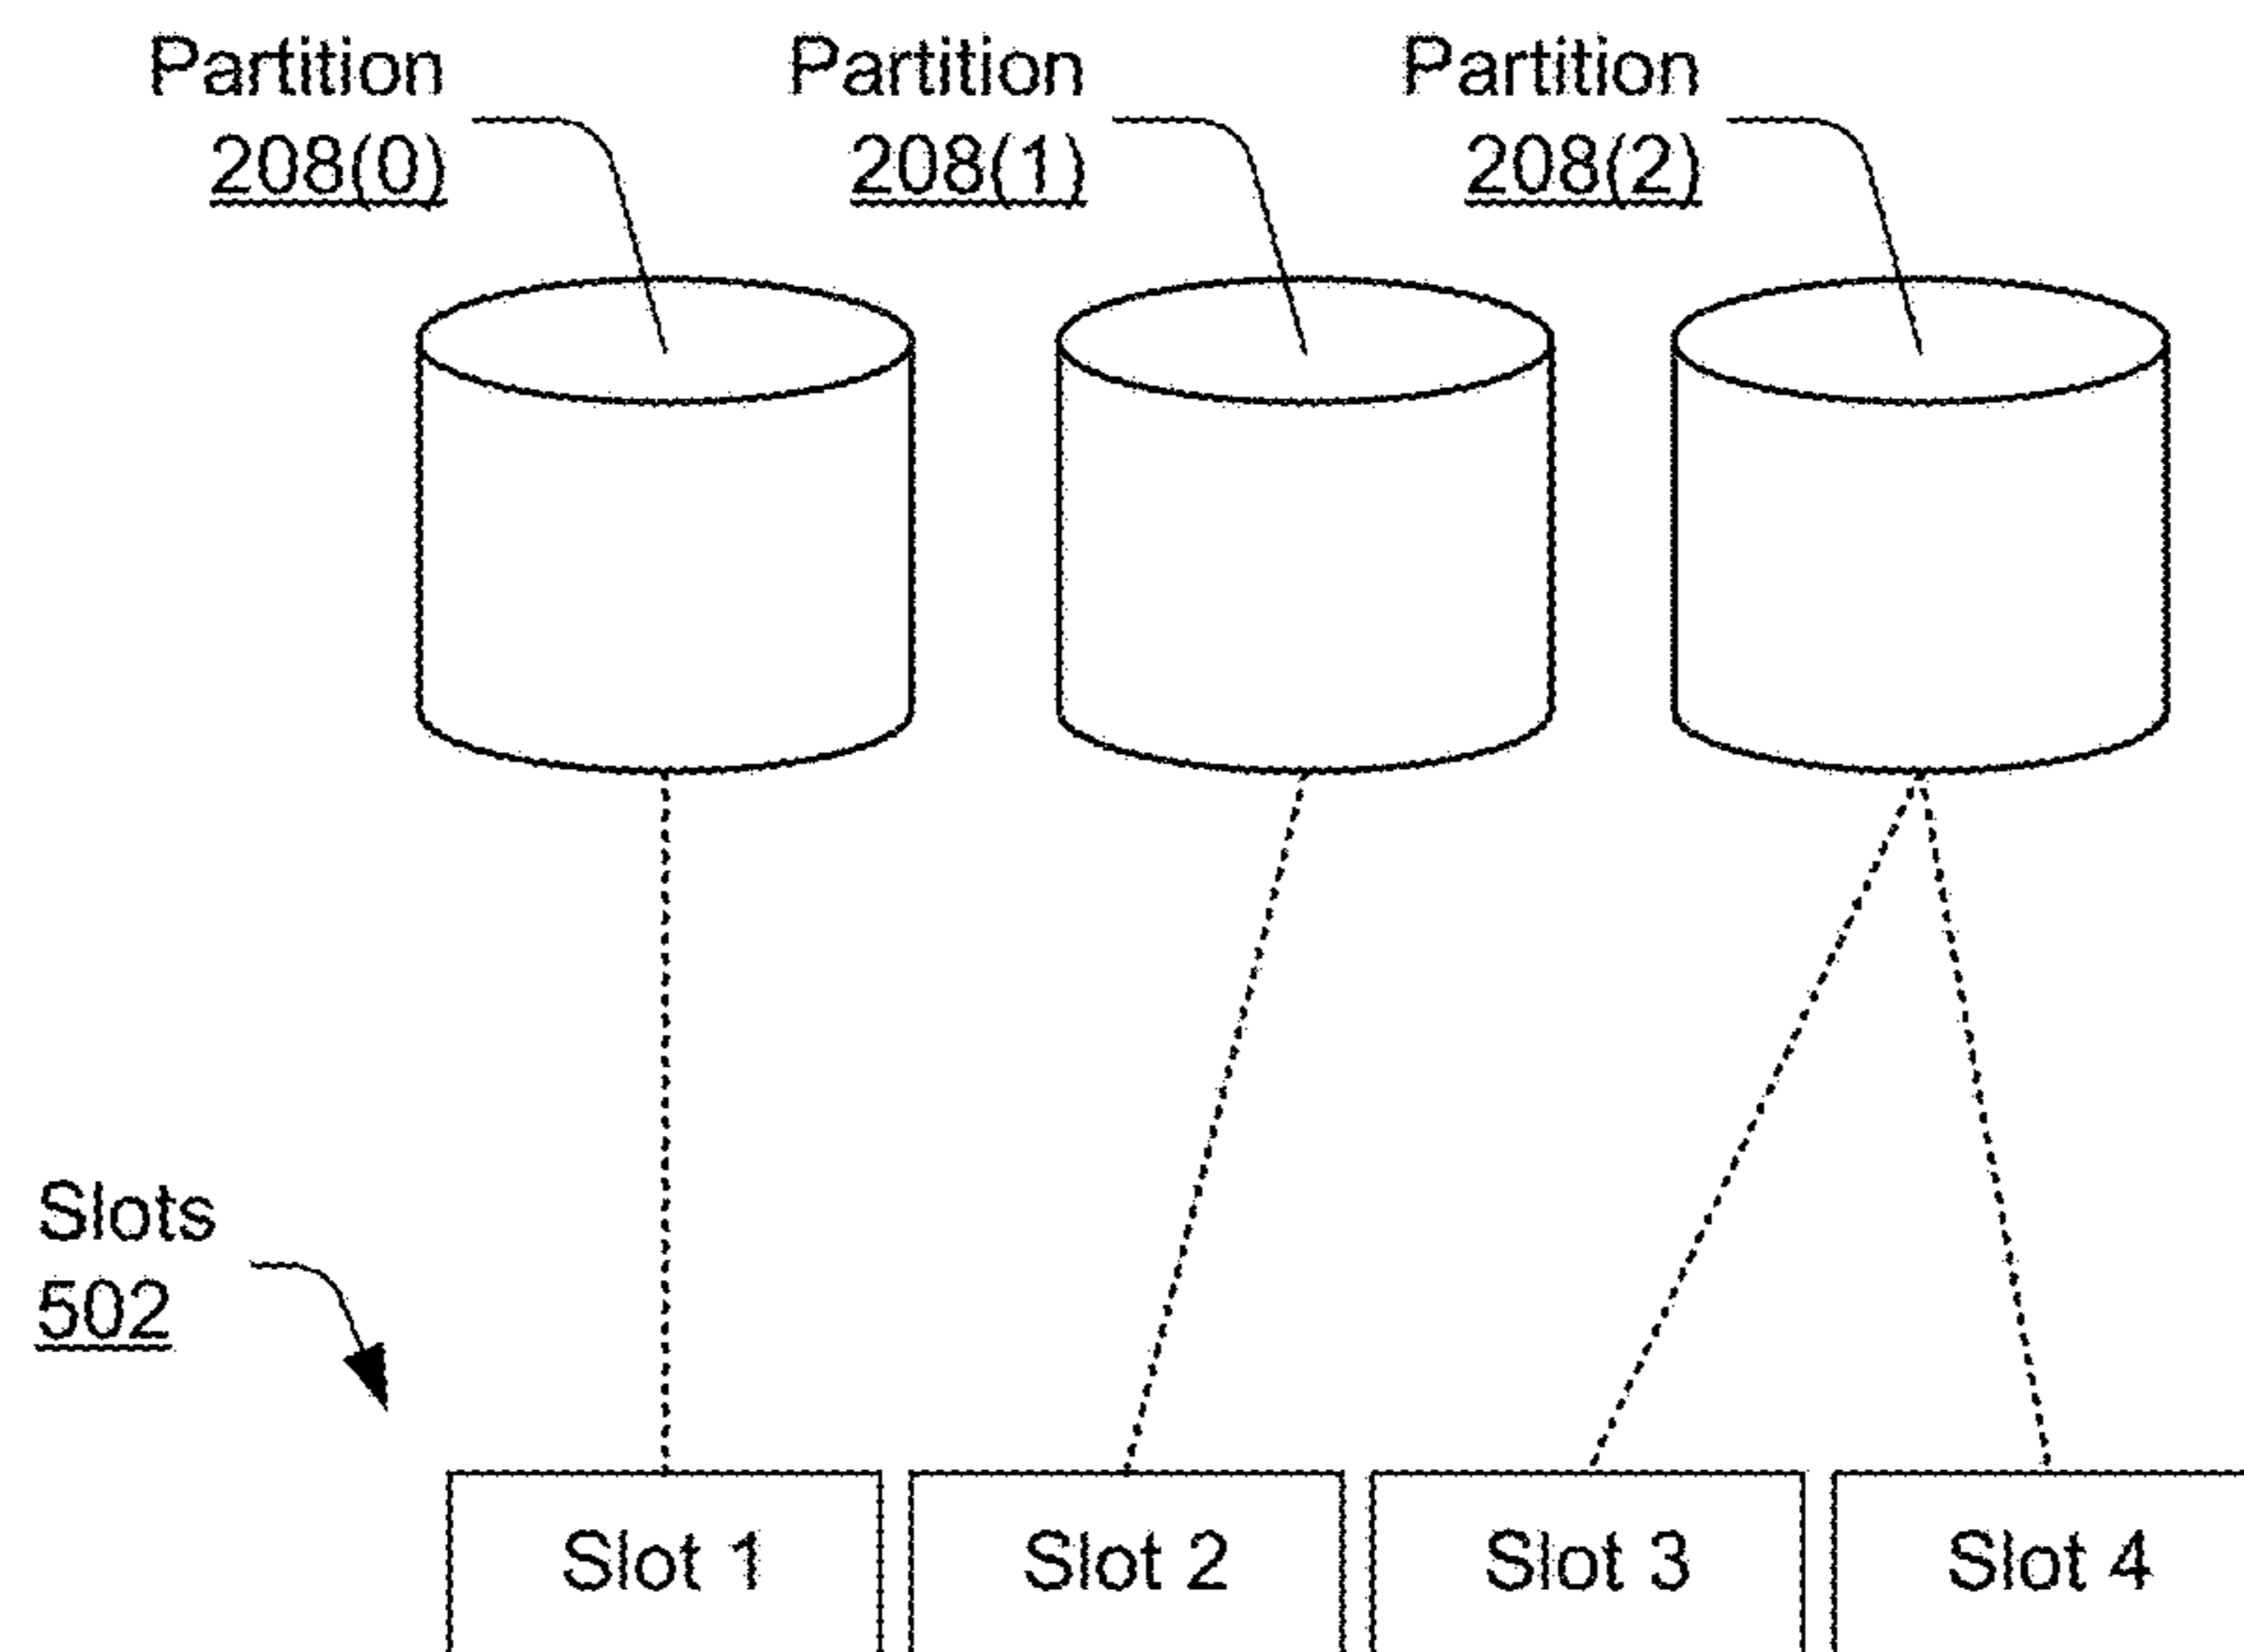 Partition
208(0)
Partition
208(1)
Partition
208(2)
Slots
502
Slot 1
Slot 2
Slot 3
Slot 4